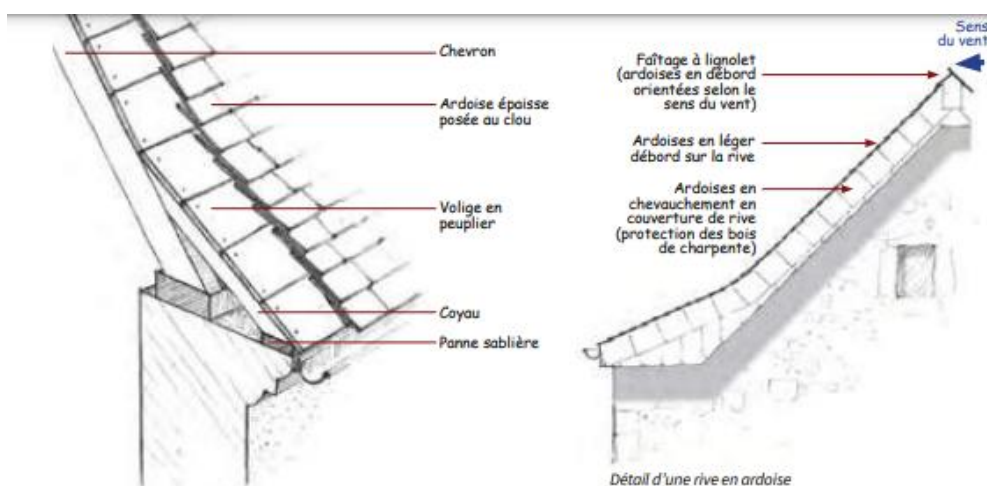 Chevron
Ardoise épaisse
posée au clou
Volige en
peuplier
Coyau
Panne sablière
Sens
du vent
Faîtage à lignolet
(ardoises en débord
orientées selon le
sens du vent)
Ardoises en léger
débord sur la rive
Ardoises en
chevauchement en
couverture de rive
(protection des bois
de charpente)
Détail d'une rive en ardoise